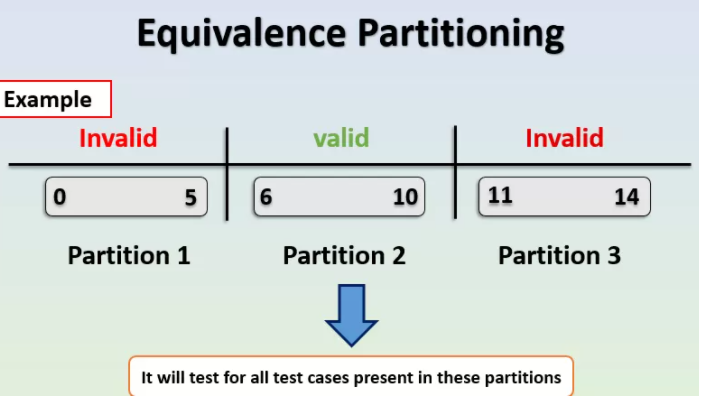 Equivalence Partitioning
Example
Invalid valid Invalid
0 5 6 10 11 14
Partition 1 Partition 2 Partition 3
It will test for all test cases present in these partitions